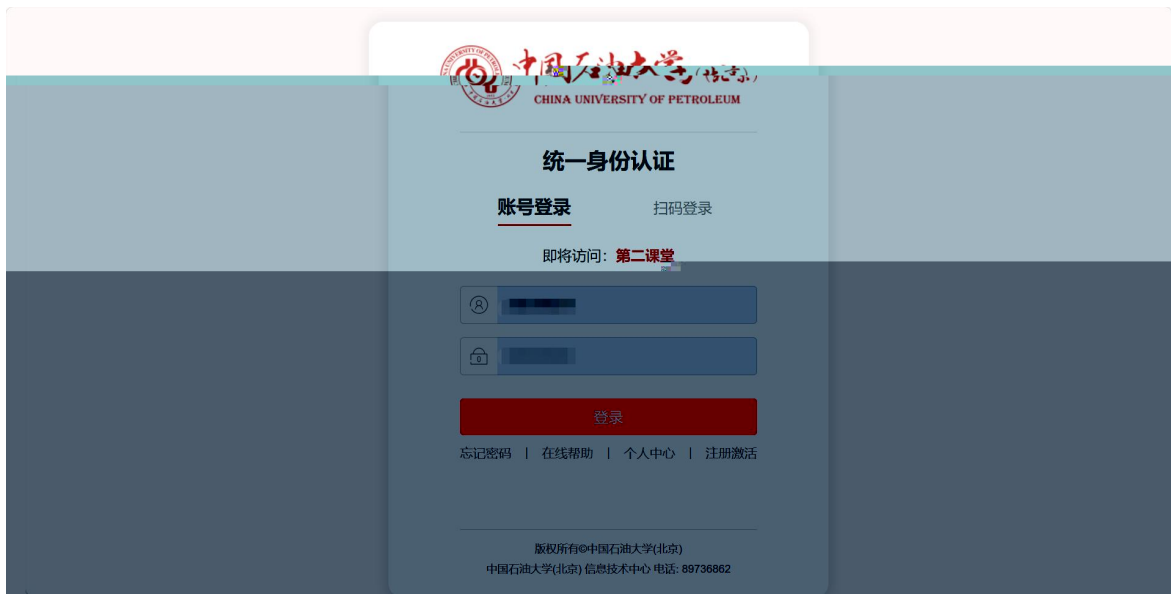 中国石油大学(北京)
CHINA UNIVERSITY OF PETROLEUM
统一身份认证
账号登录 扫码登录
即将访问：第二课堂
登录
忘记密码 | 在线帮助 | 个人中心 | 注册激活
版权所有©中国石油大学(北京)
中国石油大学(北京) 信息技术中心 电话: 89736862